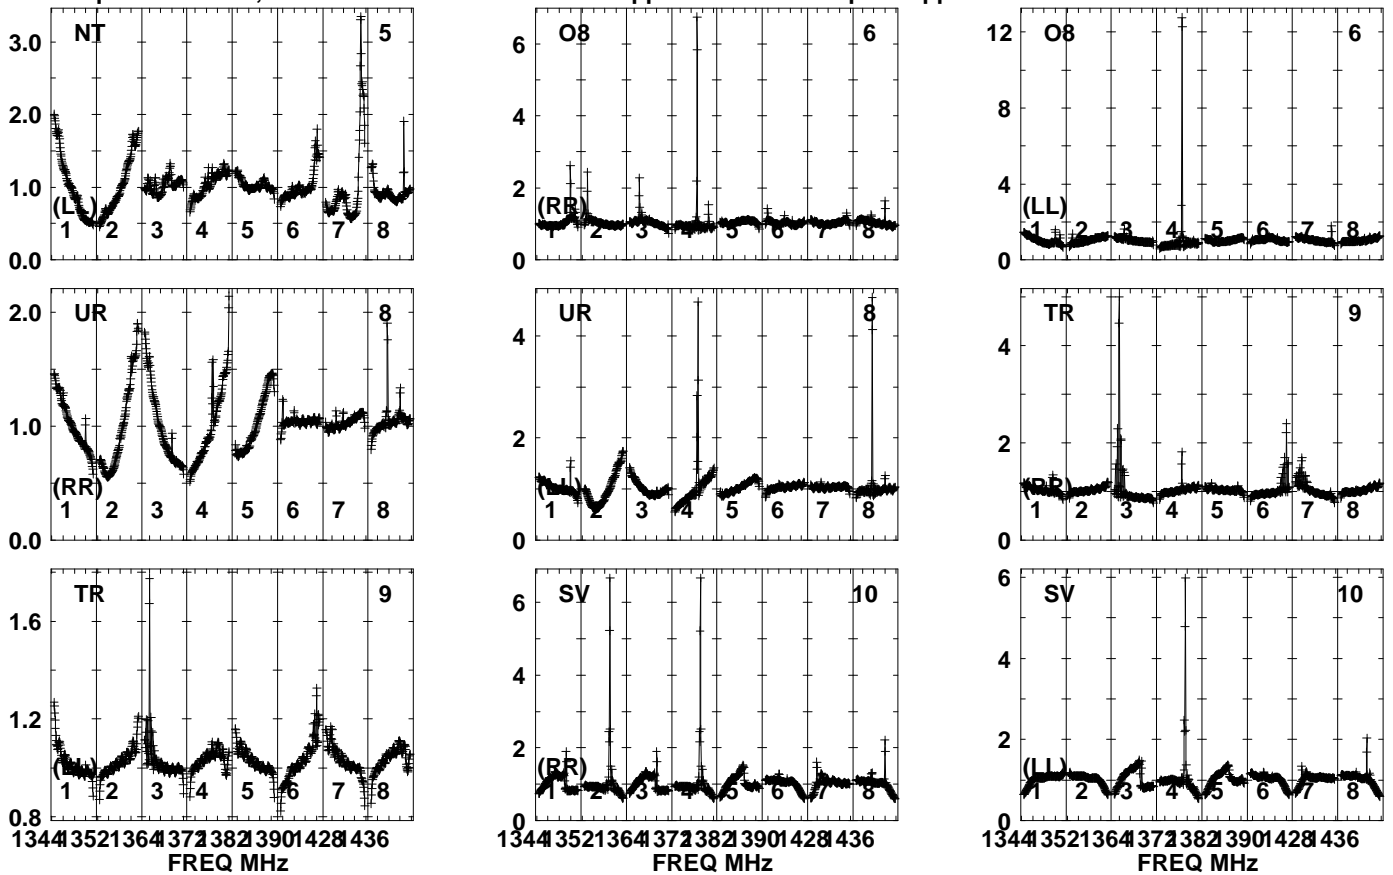 NT 5 O8 6 O8 6
3.0 6 12
2.0 4 8
1.0 2 4
(RR) (LL)
1 2 3 4 5 6 7 8 1 2 3 4 5 6 7 8 1 2 3 4 5 6 7 8
0.0 0 0
UR 8 UR 8 TR 9
2.0 4 4
1.0 2 2
(RR) (LL) (RR)
1 2 3 4 5 6 7 8 1 2 3 4 5 6 7 8 1 2 3 4 5 6 7 8
0.0 0 0
TR 9 SV 10 SV 10
1.6 6 6
1.2 4 4
2 2
(LL) (RR) (LL)
1 2 3 4 5 6 7 8 1 2 3 4 5 6 7 8 1 2 3 4 5 6 7 8
0.8 0 0
1344 1352 1364 1372 1382 1390 1428 1436 1344 1352 1364 1372 1382 1390 1428 1436 1344 1352 1364 1372 1382 1390 1428 1436
FREQ MHz FREQ MHz FREQ MHz